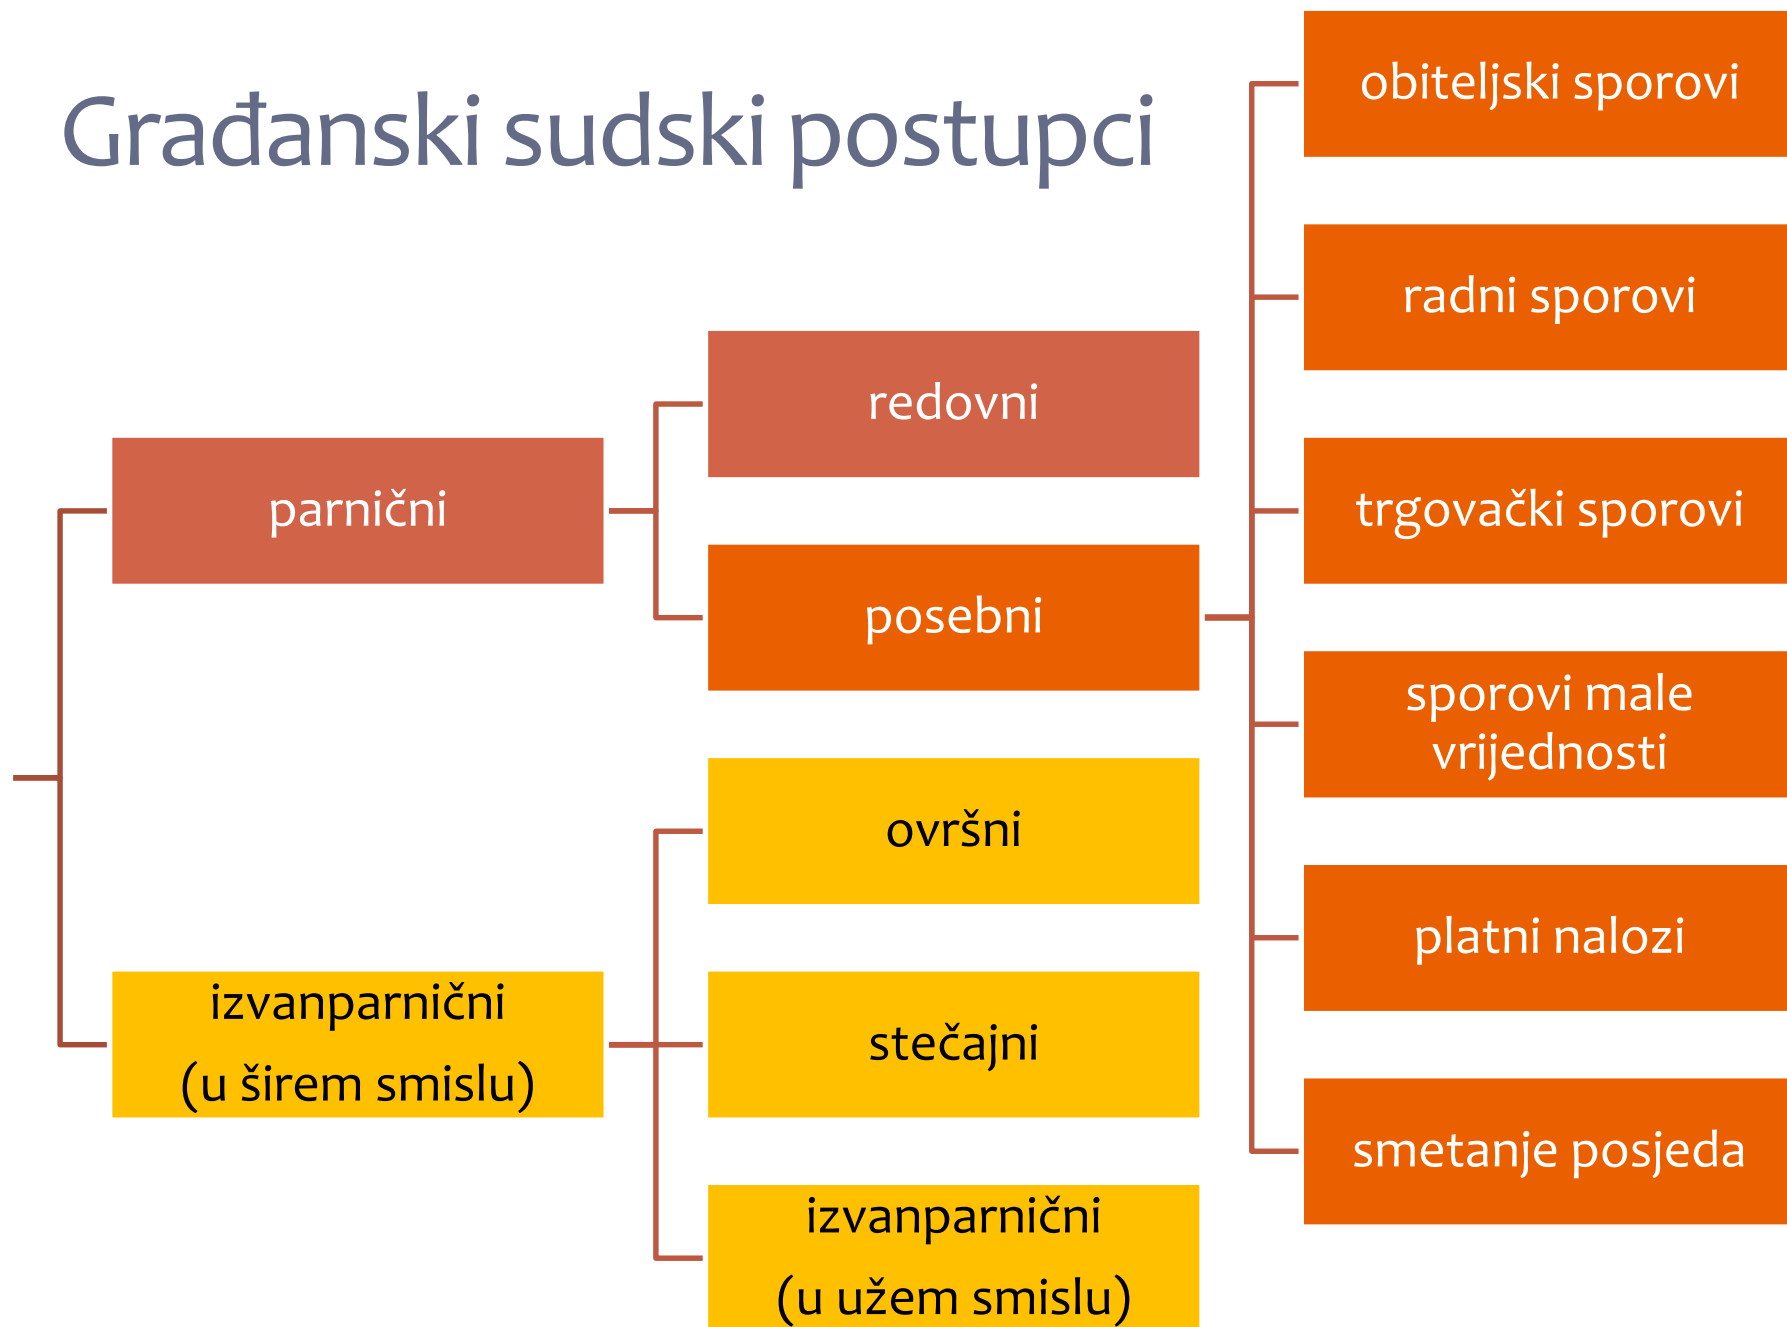 Građanski sudski postupci
parnični
redovni
posebni
obiteljski sporovi
radni sporovi
trgovački sporovi
sporovi male
vrijednosti
platni nalozi
smetanje posjeda
izvanparnični
(u širem smislu)
ovršni
stečajni
izvanparnični
(u užem smislu)